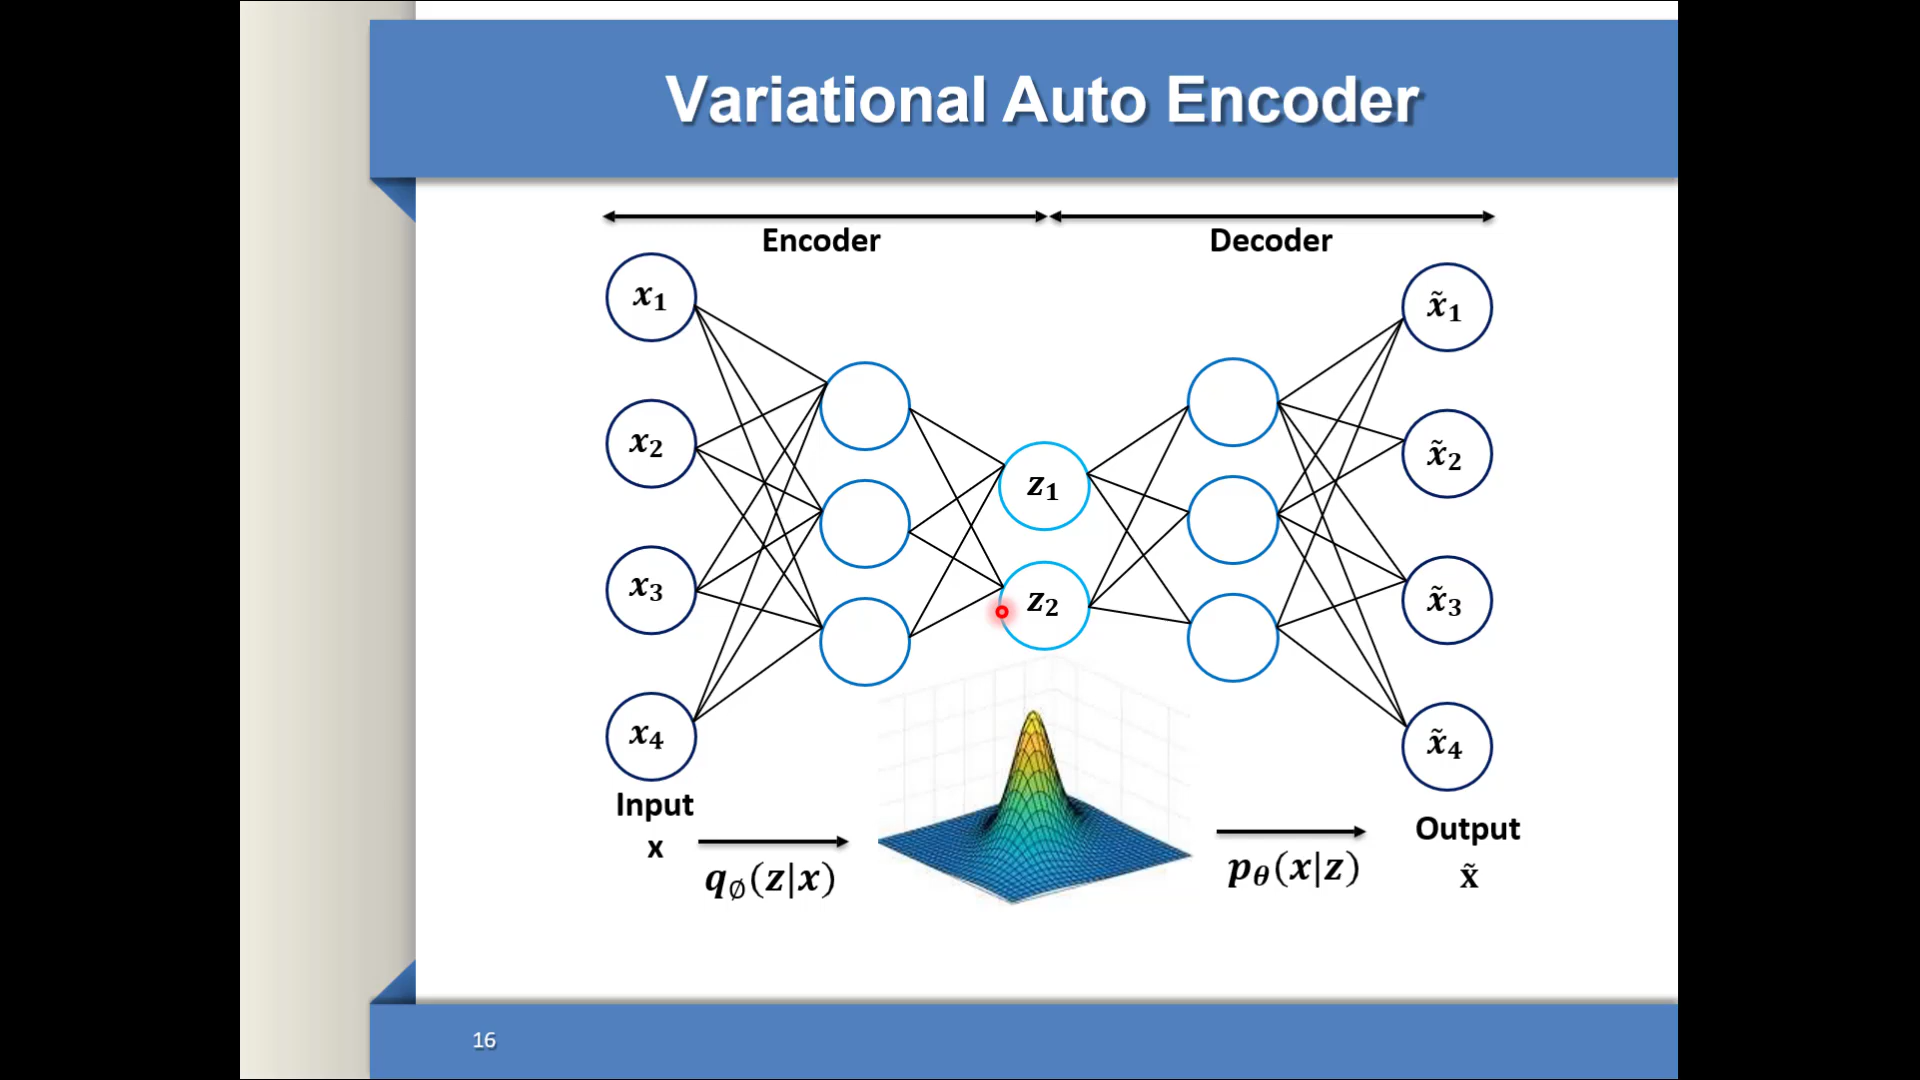 Variational Auto Encoder
Encoder
Decoder
x₁
x₂
x₃
x₄
z₁
z₂
x̃₁
x̃₂
x̃₃
x̃₄
Input
x
q∅(z|x)
pθ(x|z)
Output
x̃
16